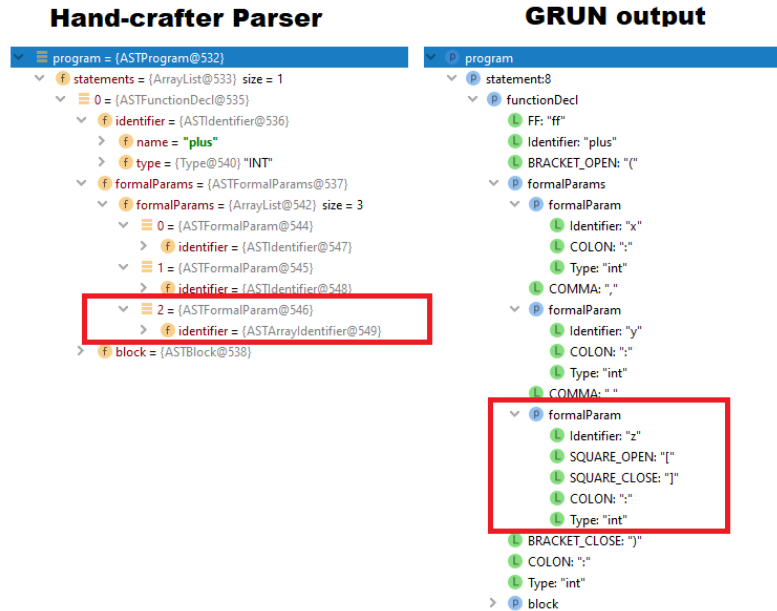 Hand-crafter Parser
program = {ASTProgram@532}
f statements = {ArrayList@533} size = 1
0 = {ASTFunctionDecl@535}
f identifier = {ASTIdentifier@536}
f name = "plus"
f type = {Type@540} "INT"
f formalParams = {ASTFormalParams@537}
f formalParams = {ArrayList@542} size = 3
0 = {ASTFormalParam@544}
f identifier = {ASTIdentifier@547}
1 = {ASTFormalParam@545}
f identifier = {ASTIdentifier@548}
2 = {ASTFormalParam@546}
f identifier = {ASTArrayIdentifier@549}
f block = {ASTBlock@538}
GRUN output
P program
P statement:8
P functionDecl
L FF: "ff"
L Identifier: "plus"
L BRACKET_OPEN: "("
P formalParams
P formalParam
L Identifier: "x"
L COLON: ":"
L Type: "int"
L COMMA: ","
P formalParam
L Identifier: "y"
L COLON: ":"
L Type: "int"
L COMMA: ","
P formalParam
L Identifier: "z"
L SQUARE_OPEN: "["
L SQUARE_CLOSE: "]"
L COLON: ":"
L Type: "int"
L BRACKET_CLOSE: ")"
L COLON: ":"
L Type: "int"
P block